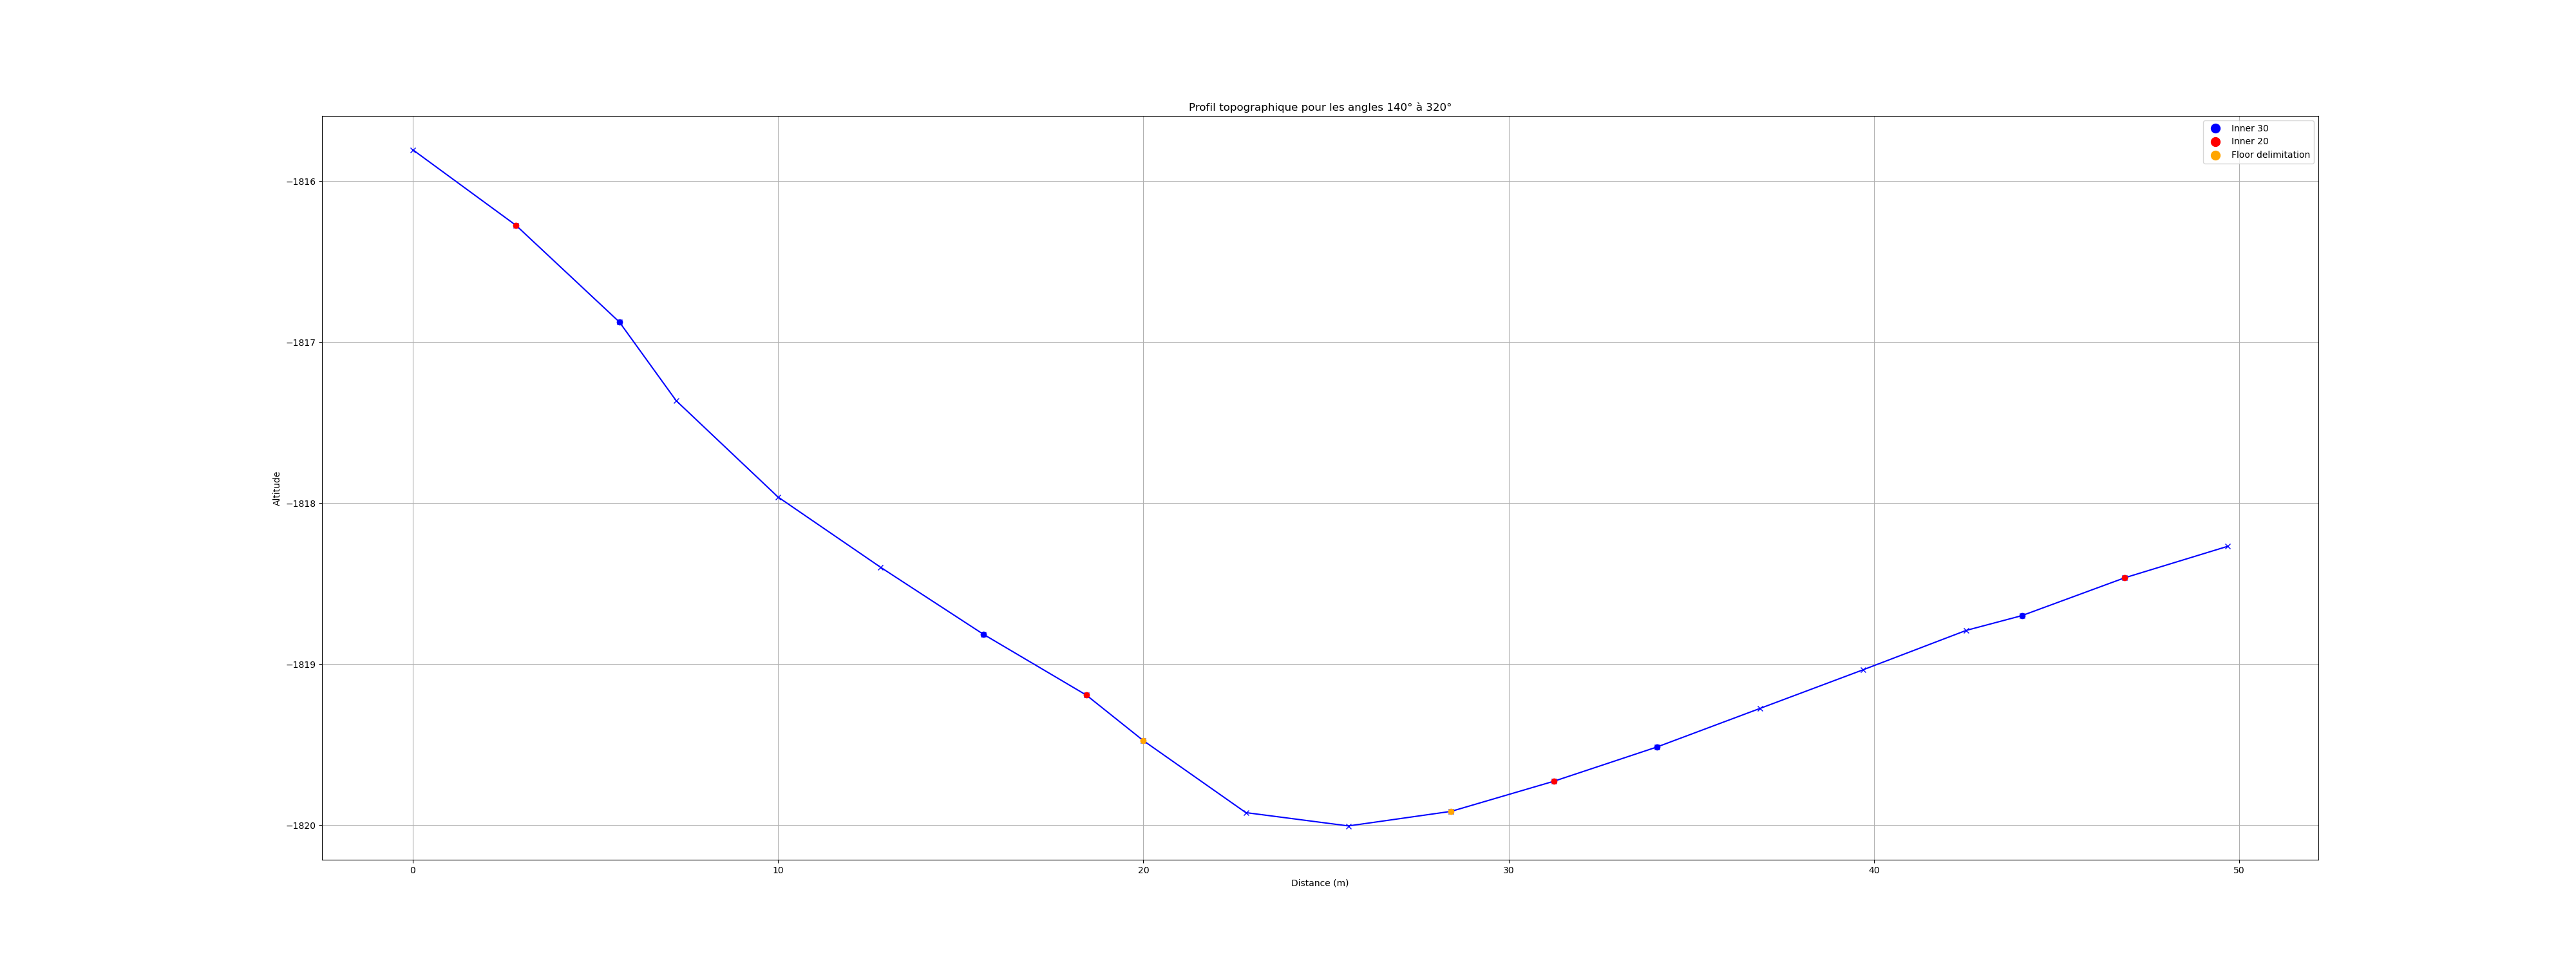 Profil topographique pour les angles 140° à 320°
Inner 30
Inner 20
Floor delimitation
Altitude
−1816
−1817
−1818
−1819
−1820
0 10 20 30 40 50
Distance (m)